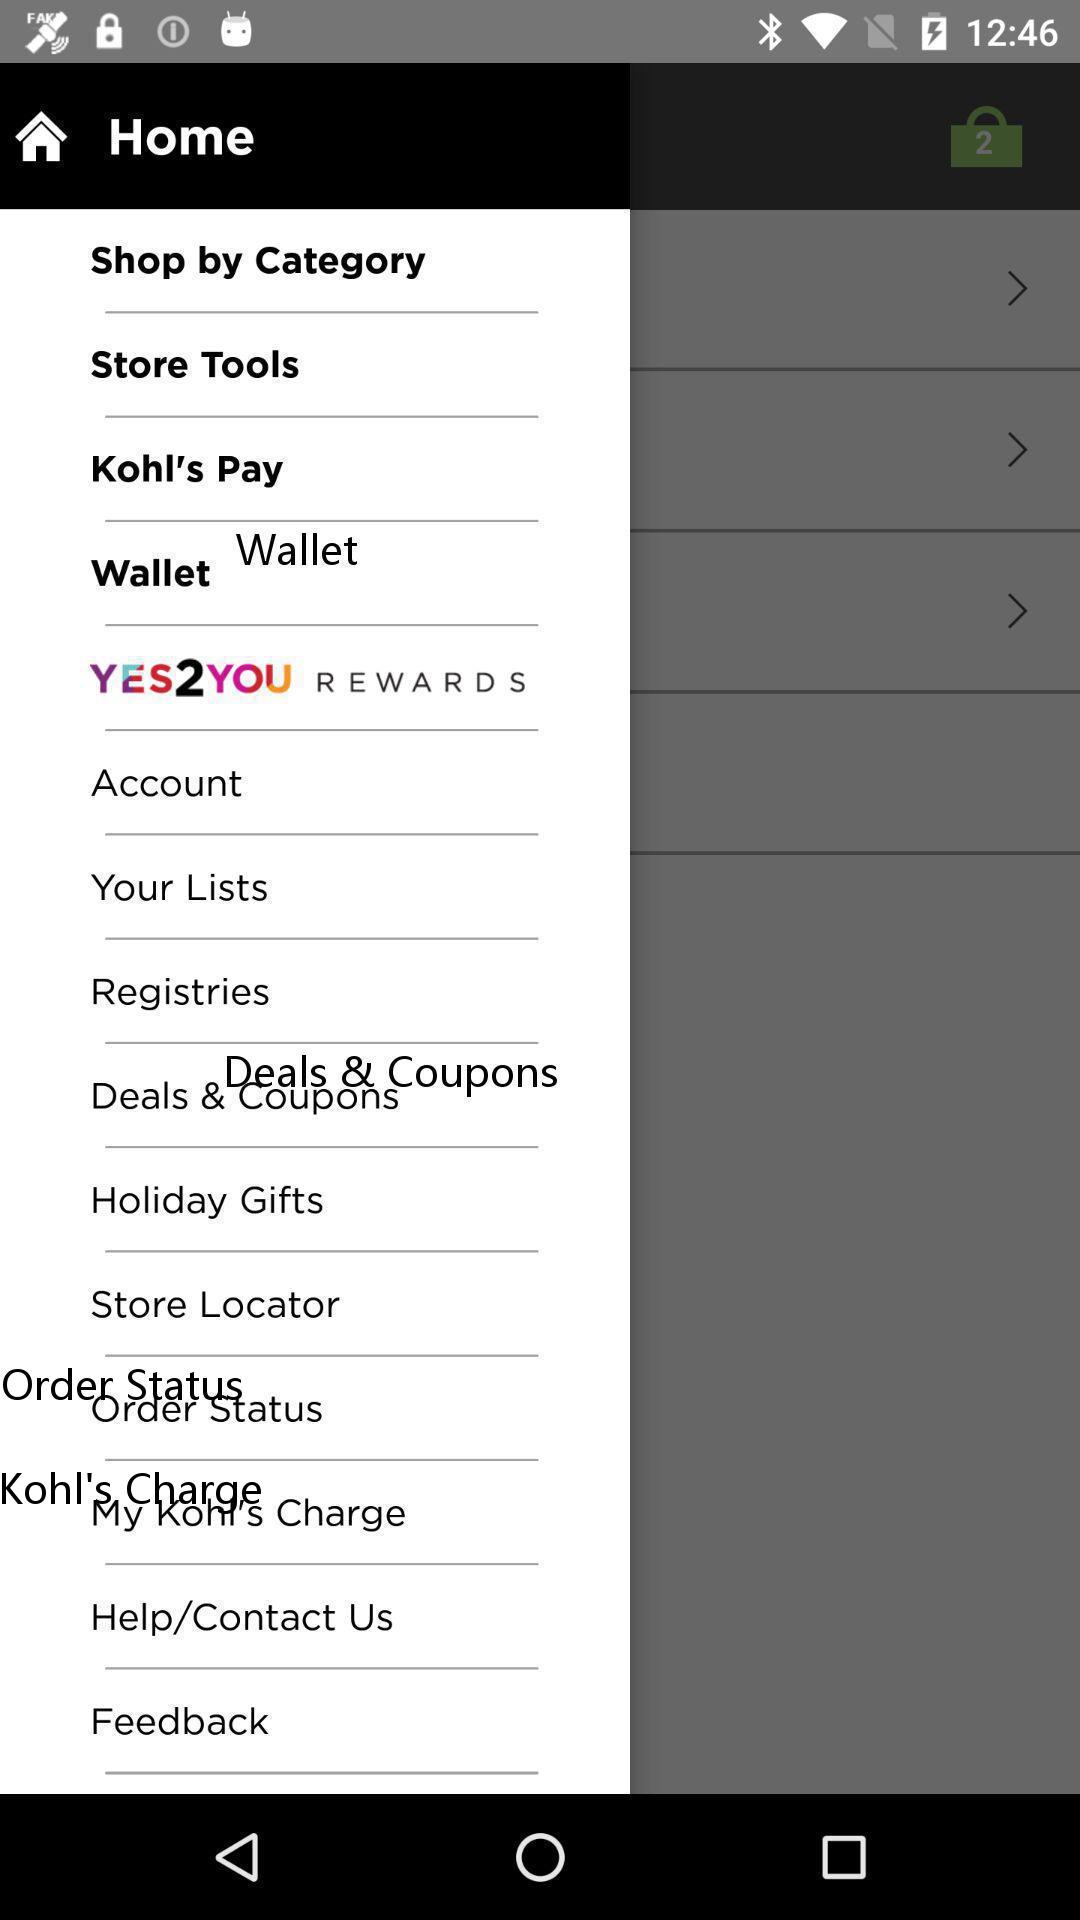 FAKE
12:46
Home
2
Shop by Category
Store Tools
Kohl's Pay
Wallet
Wallet
YES2YOU REWARDS
Account
Your Lists
Registries
Deals & Coupons
Deals & Coupons
Holiday Gifts
Store Locator
Order Status
Order Status
Kohl's Charge
My Kohl's Charge
Help/Contact Us
Feedback